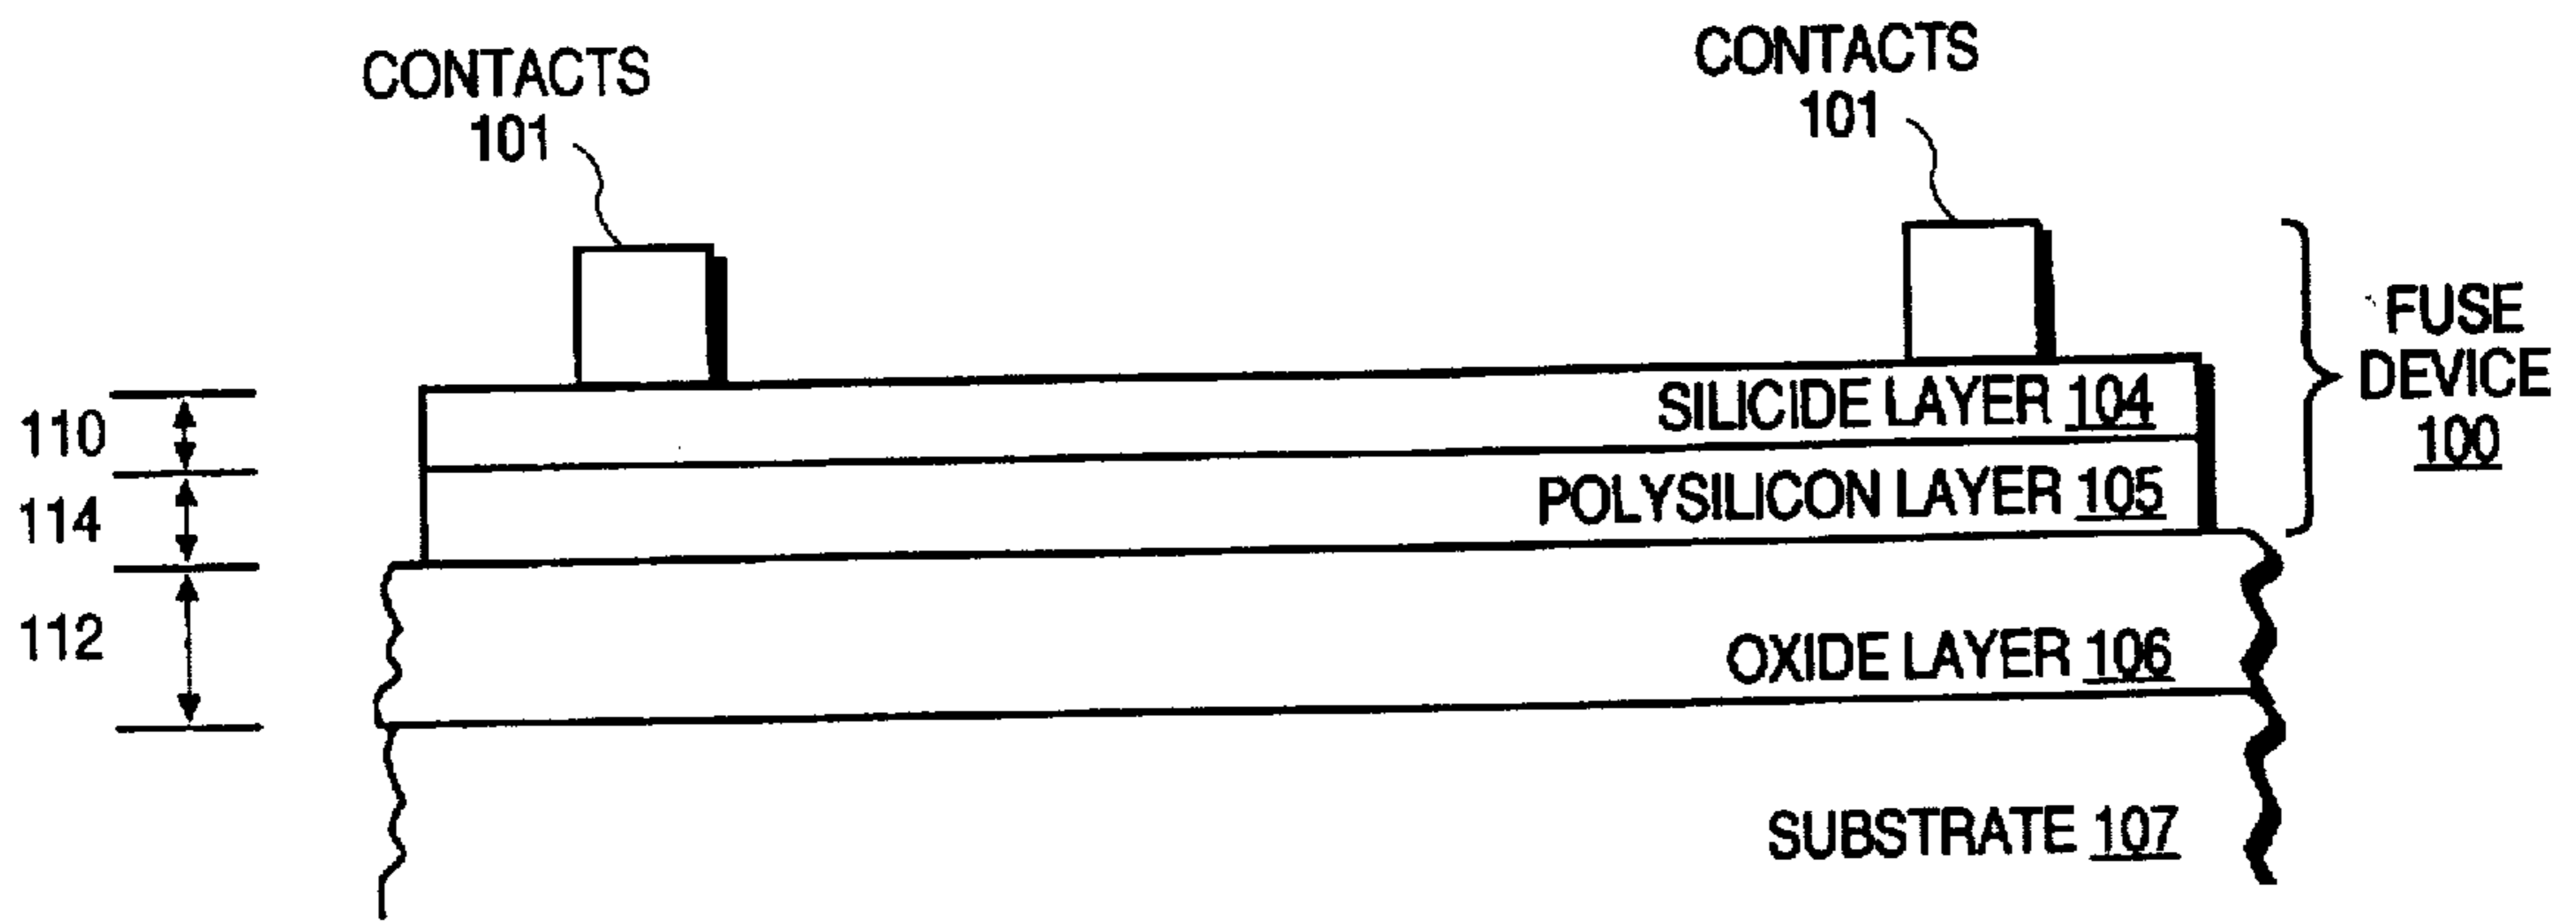 CONTACTS
101
CONTACTS
101
FUSE
DEVICE
100
SILICIDE LAYER 104
110
POLYSILICON LAYER 105
114
112
OXIDE LAYER 106
SUBSTRATE 107